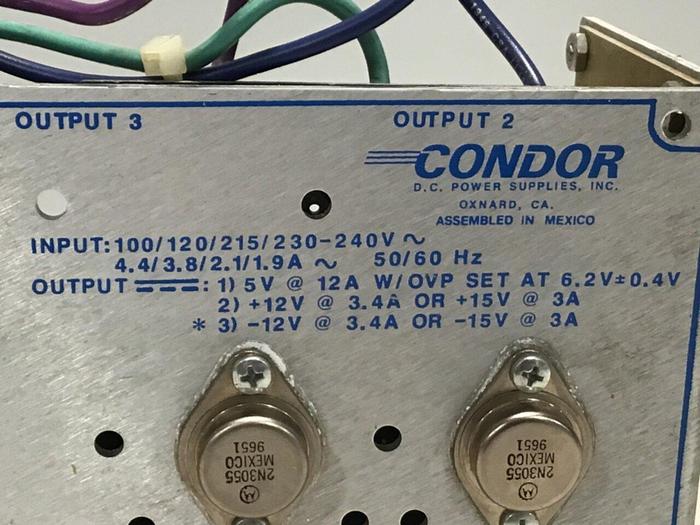 OUTPUT 3
OUTPUT 2
CONDOR
D.C. POWER SUPPLIES, INC.
OXNARD, CA.
ASSEMBLED IN MEXICO
INPUT: 100/120/215/230-240V ~
4.4/3.8/2.1/1.9A ~ 50/60 Hz
OUTPUT : 1) 5V @ 12A W/OVP SET AT 6.2V±0.4V
2) +12V @ 3.4A OR +15V @ 3A
* 3) -12V @ 3.4A OR -15V @ 3A
2N3055
MEXICO
9651
2N3055
MEXICO
9651